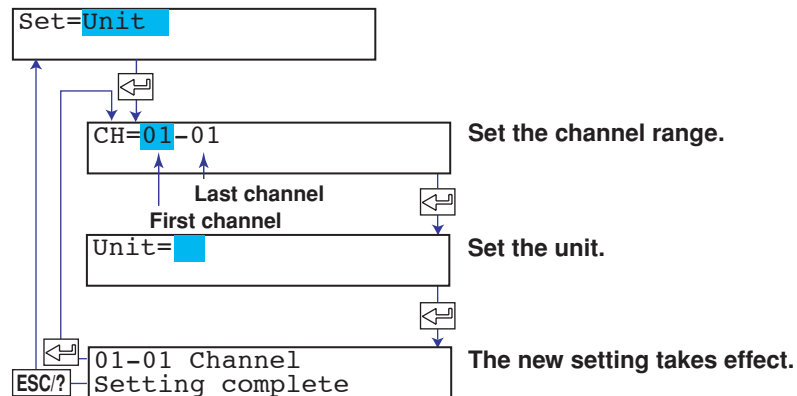 Set=Unit
CH=01-01
Set the channel range.
Last channel
First channel
Unit=
Set the unit.
01-01 Channel
The new setting takes effect.
ESC/?
Setting complete